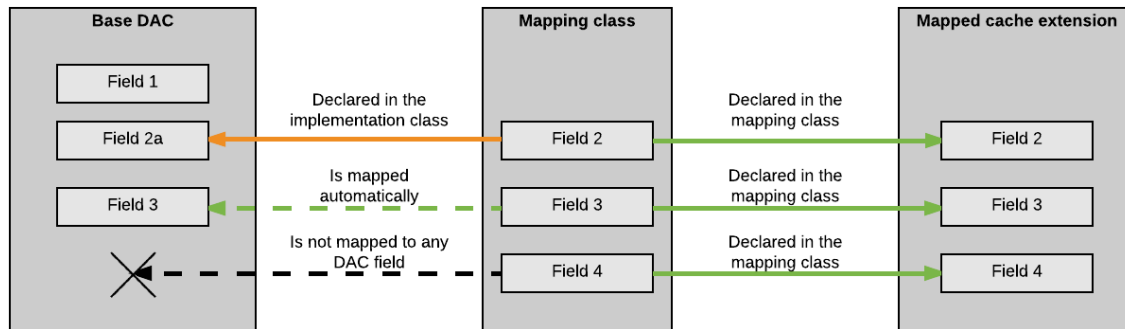 Base DAC
Mapping class
Mapped cache extension
Field 1
Declared in the
implementation class
Declared in the
mapping class
Field 2a
Field 2
Field 2
Is mapped
automatically
Declared in the
mapping class
Field 3
Field 3
Field 3
Is not mapped to any
DAC field
Declared in the
mapping class
Field 4
Field 4